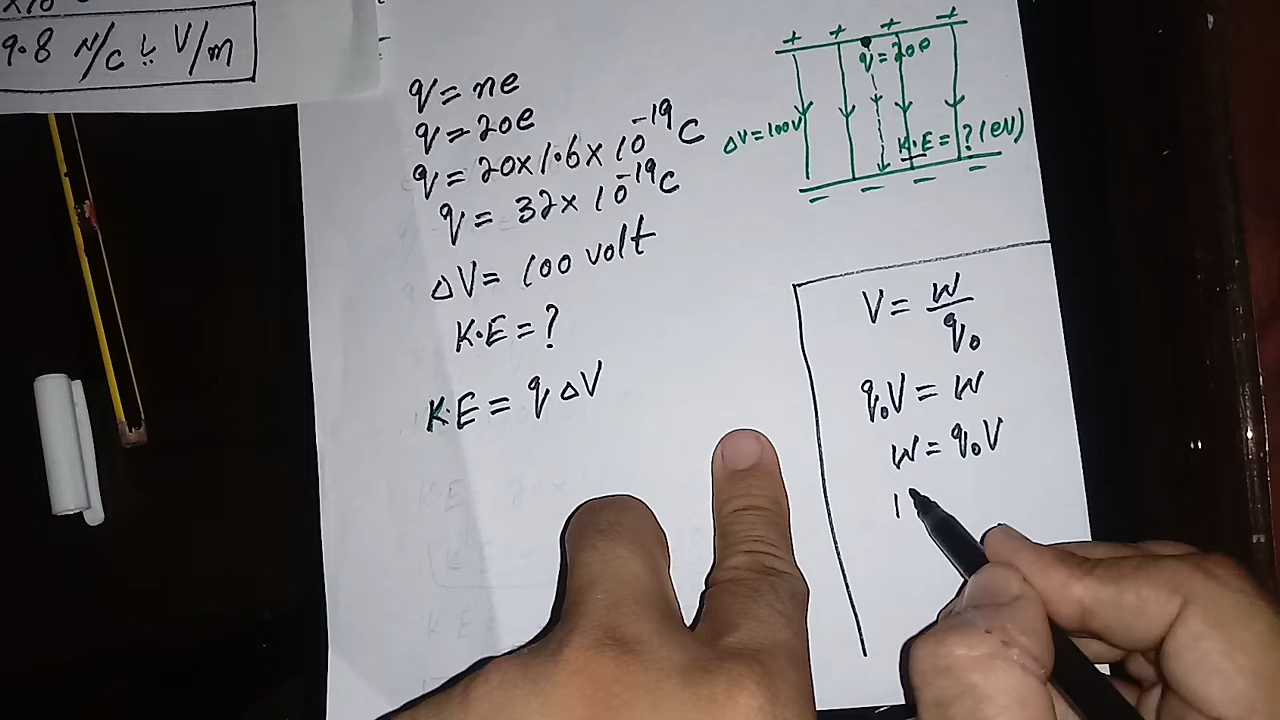 9.8 N/C
V/m
q = ne
q = 20e
q = 20 × 1.6 × 10⁻¹⁹ C
q = 32 × 10⁻¹⁹ C
ΔV = 100 volt
K.E = ?
K.E = q ΔV
+ + + +
q = 20e
ΔV = 100V
K.E = ? (eV)
− − − −
V = W/q₀
q₀V = W
W = q₀V